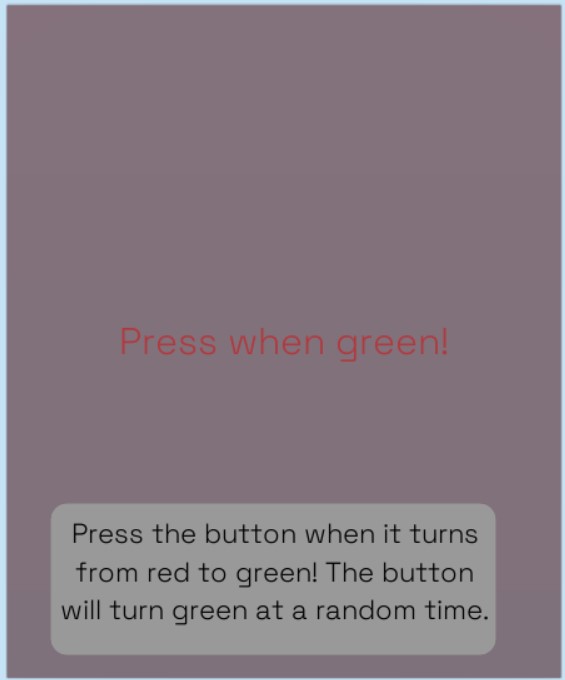 Press when green!
Press the button when it turns
from red to green! The button
will turn green at a random time.